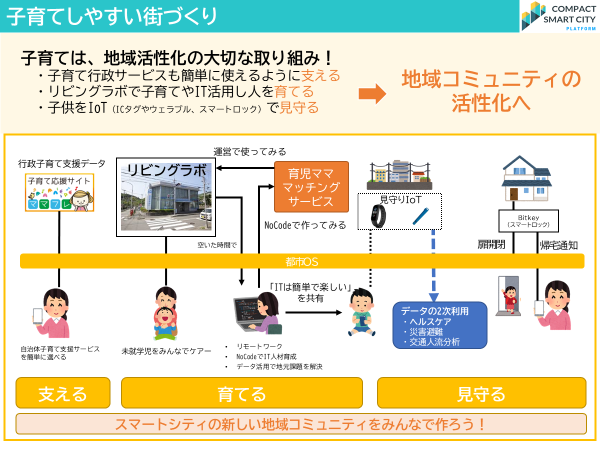 子育てしやすい街づくり
COMPACT
SMART CITY
PLATFORM
子育ては、地域活性化の大切な取り組み！
・子育て行政サービスも簡単に使えるように支える
・リビングラボで子育てやIT活用し人を育てる
・子供をIoT（ICタグやウェラブル、スマートロック）で見守る
地域コミュニティの
活性化へ
行政子育て支援データ
子育て応援サイト
ママフレ
リビングラボ
運営で使ってみる
育児ママ
マッチング
サービス
NoCodeで作ってみる
空いた時間で
見守りIoT
Bitkey
（スマートロック）
扉開閉
帰宅通知
都市OS
「ITは簡単で楽しい」
を共有
自治体子育て支援サービス
を簡単に選べる
未就学児をみんなでケアー
• リモートワーク
• NoCodeでIT人材育成
• データ活用で地元課題を解決
データの2次利用
・ヘルスケア
・災害避難
・交通人流分析
支える
育てる
見守る
スマートシティの新しい地域コミュニティをみんなで作ろう！